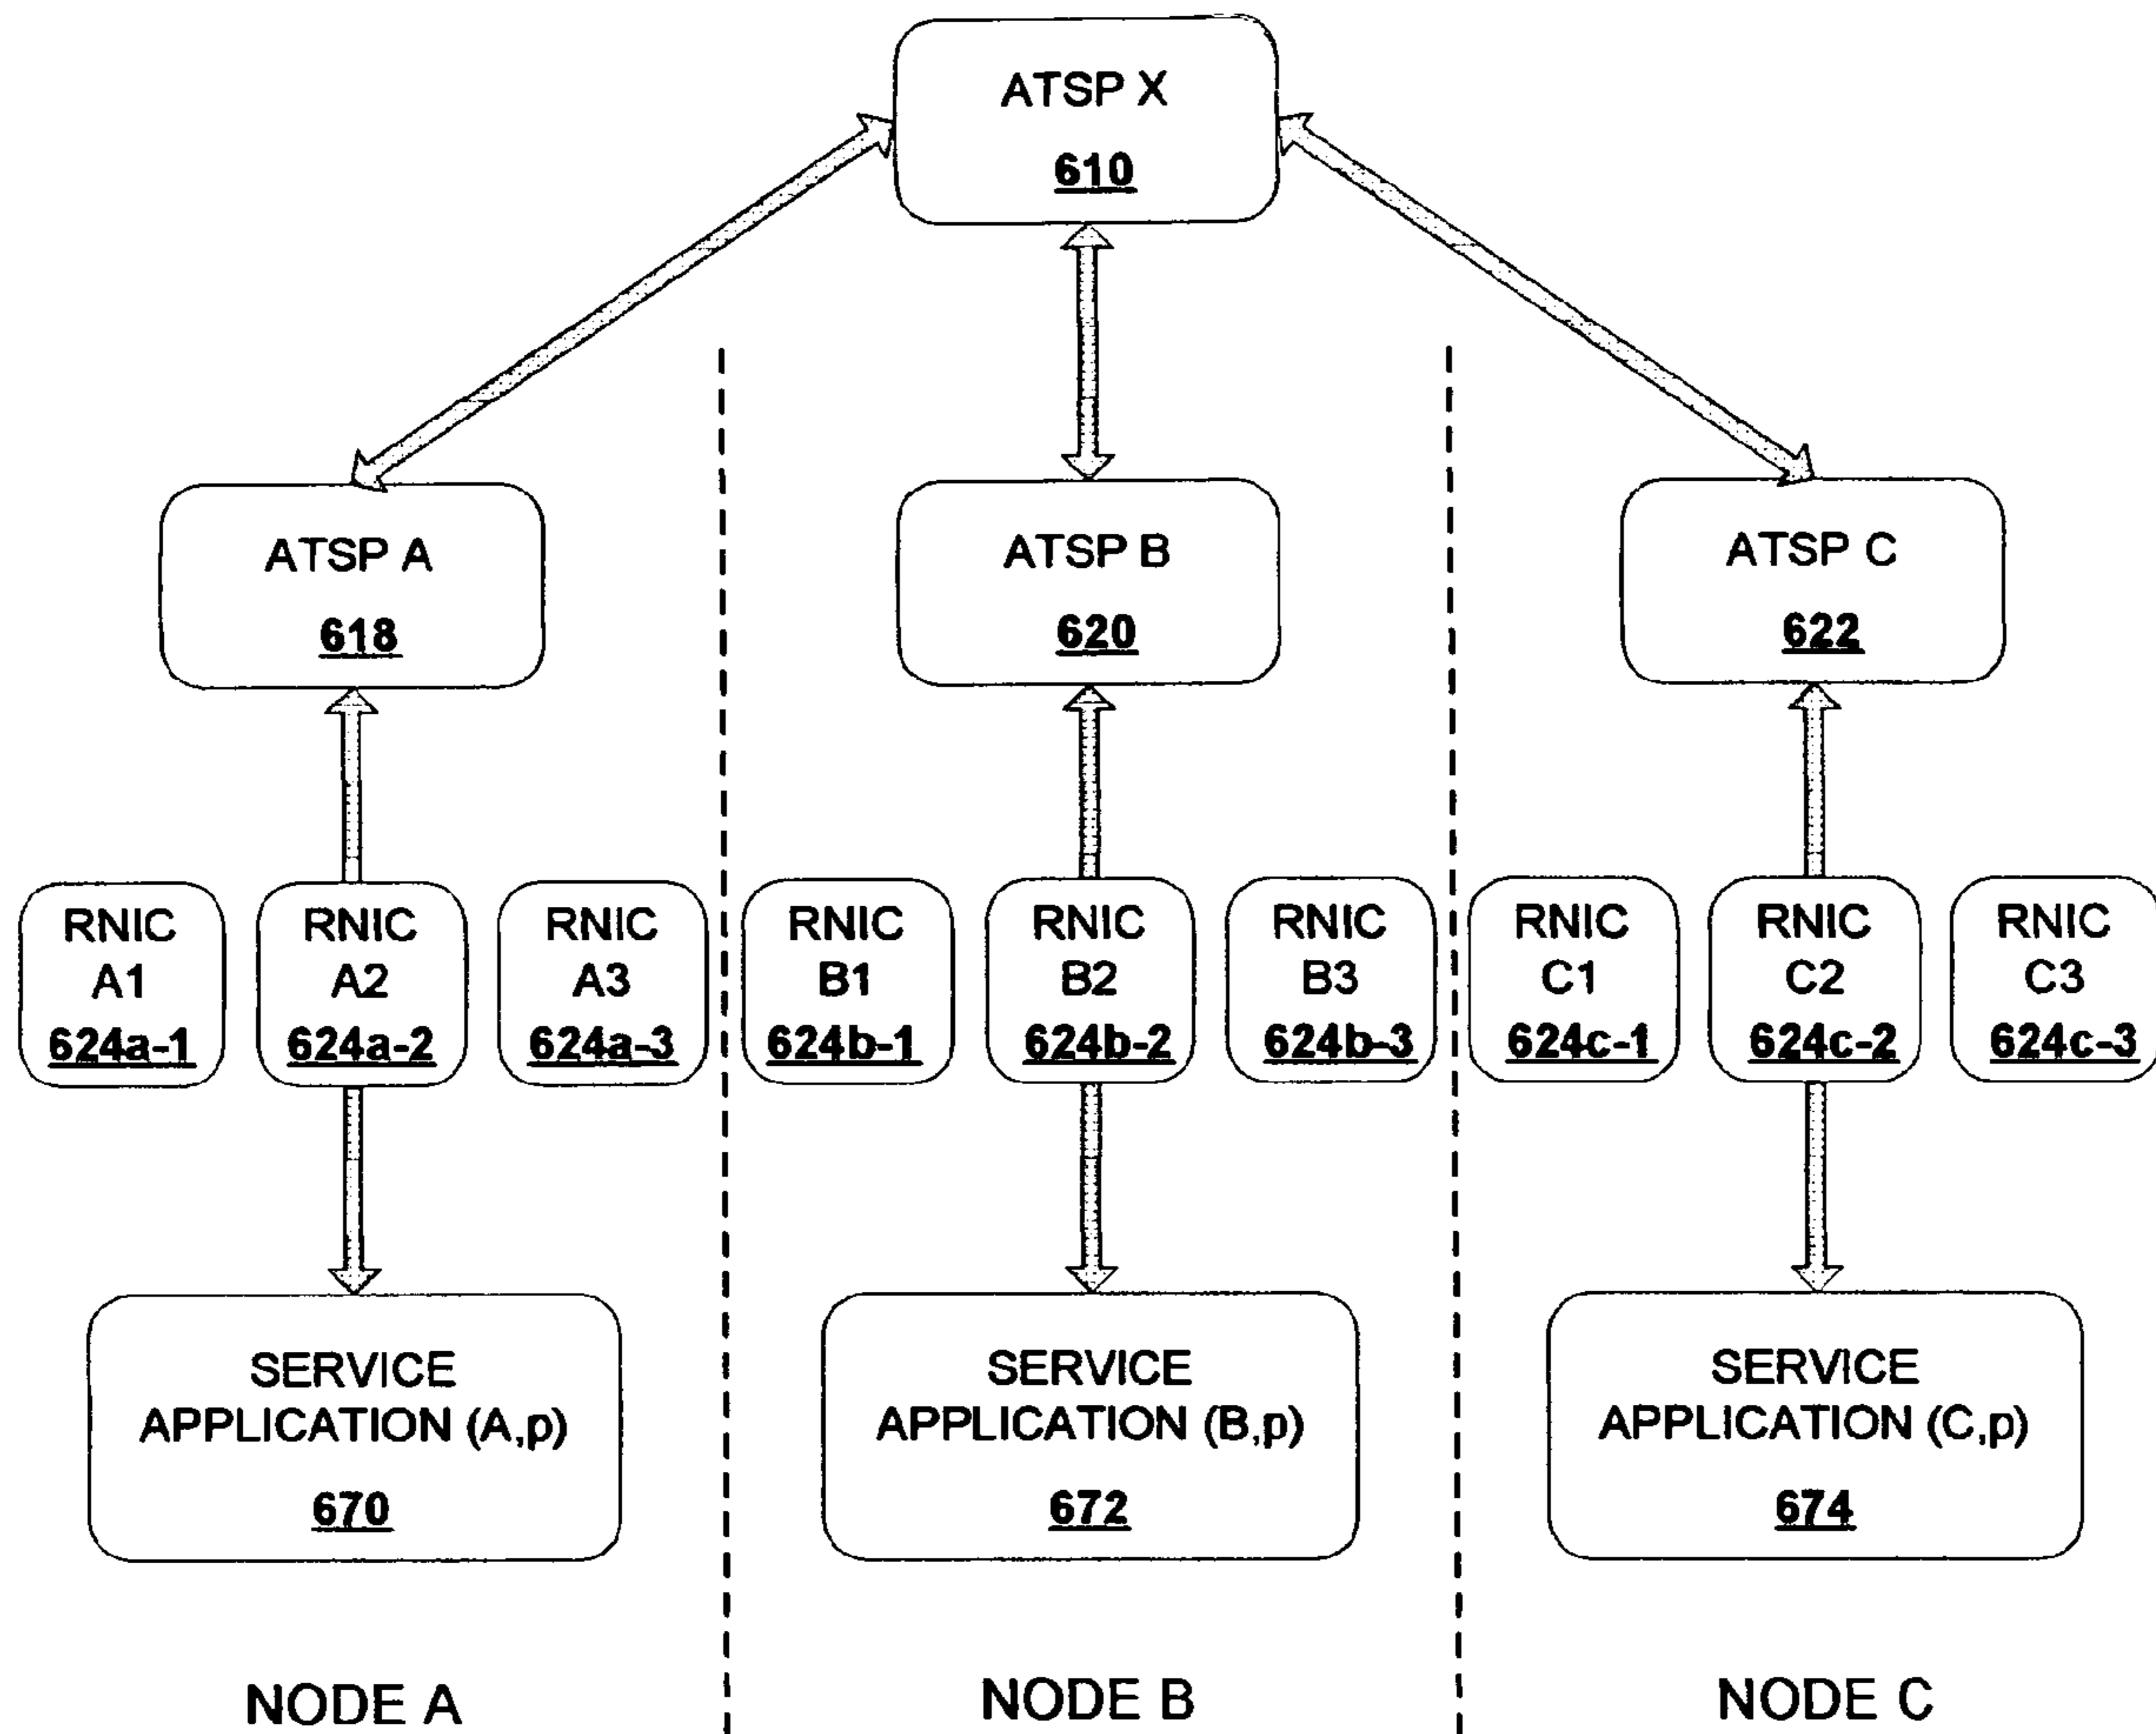 ATSP X
610
ATSP A
618
ATSP B
620
ATSP C
622
RNIC
A1
624a-1
RNIC
A2
624a-2
RNIC
A3
624a-3
RNIC
B1
624b-1
RNIC
B2
624b-2
RNIC
B3
624b-3
RNIC
C1
624c-1
RNIC
C2
624c-2
RNIC
C3
624c-3
SERVICE
APPLICATION (A,p)
670
SERVICE
APPLICATION (B,p)
672
SERVICE
APPLICATION (C,p)
674
NODE A
NODE B
NODE C